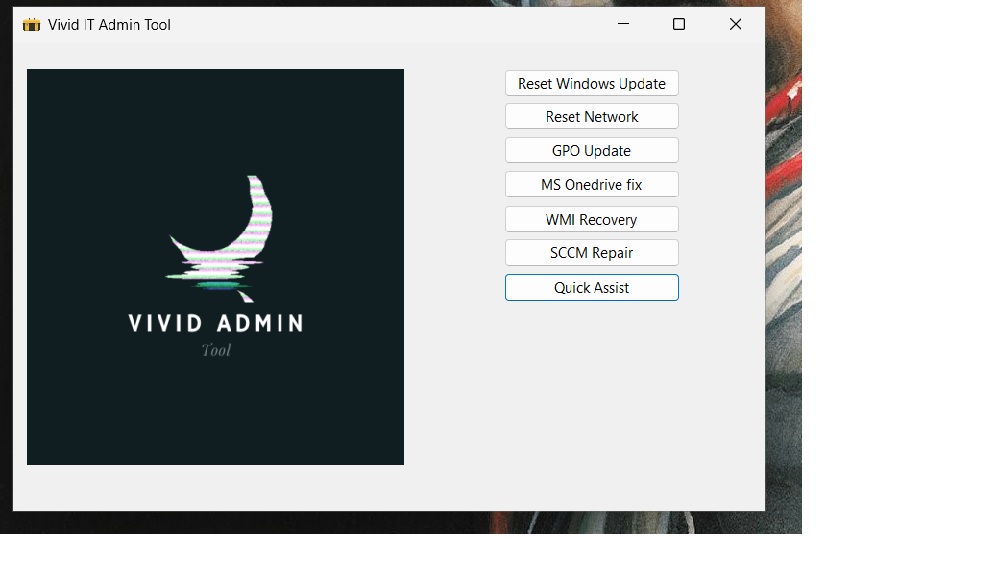 Vivid IT Admin Tool
Reset Windows Update
Reset Network
GPO Update
MS Onedrive fix
WMI Recovery
SCCM Repair
Quick Assist
VIVID ADMIN
Tool